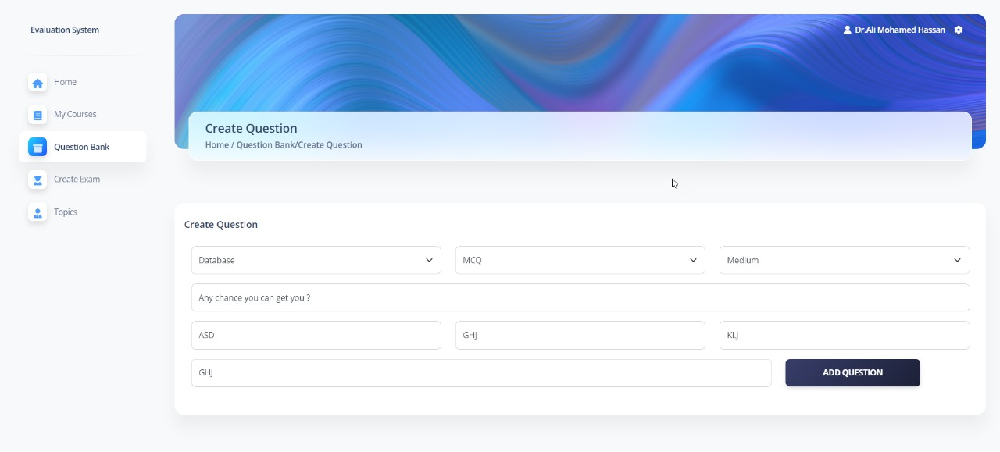 Evaluation System
Dr.Ali Mohamed Hassan
Home
My Courses
Question Bank
Create Exam
Topics
Create Question
Home / Question Bank/Create Question
Create Question
Database
MCQ
Medium
Any chance you can get you ?
ASD
GHJ
KLJ
GHJ
ADD QUESTION